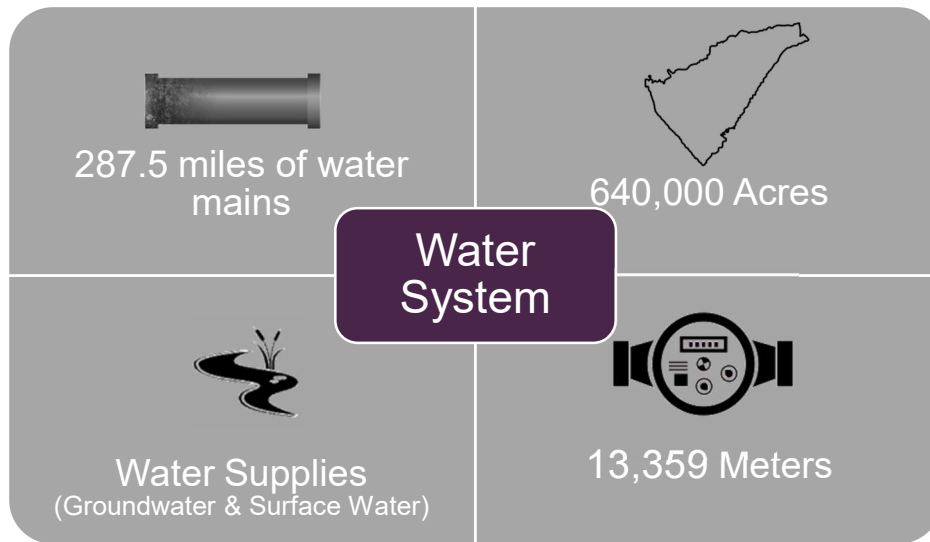 287.5 miles of water
mains
640,000 Acres
Water
System
Water Supplies
(Groundwater & Surface Water)
13,359 Meters